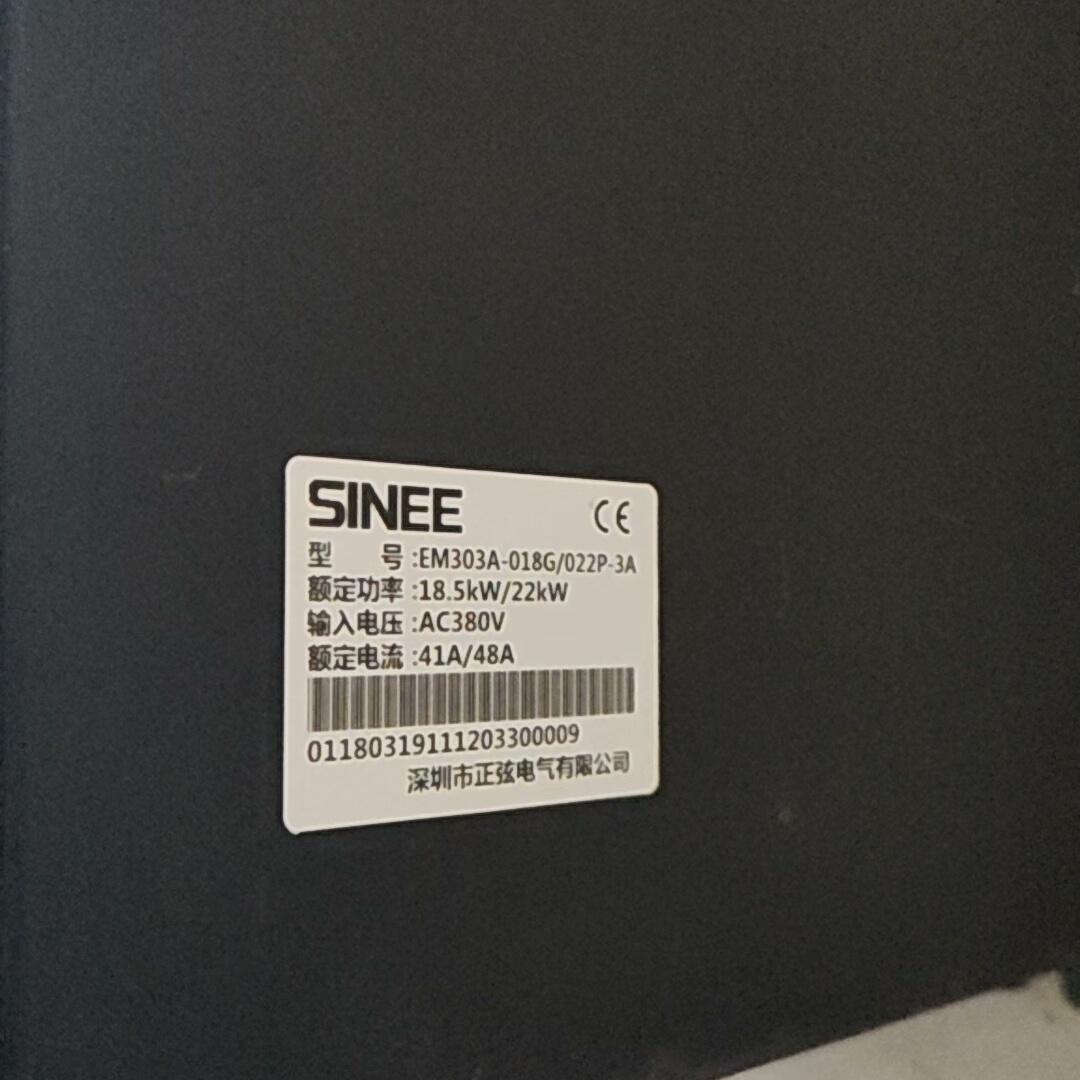 SINEE CE
型 号:EM303A-018G/022P-3A
额定功率:18.5kW/22kW
输入电压:AC380V
额定电流:41A/48A
01180319111203300009
深圳市正弦电气有限公司